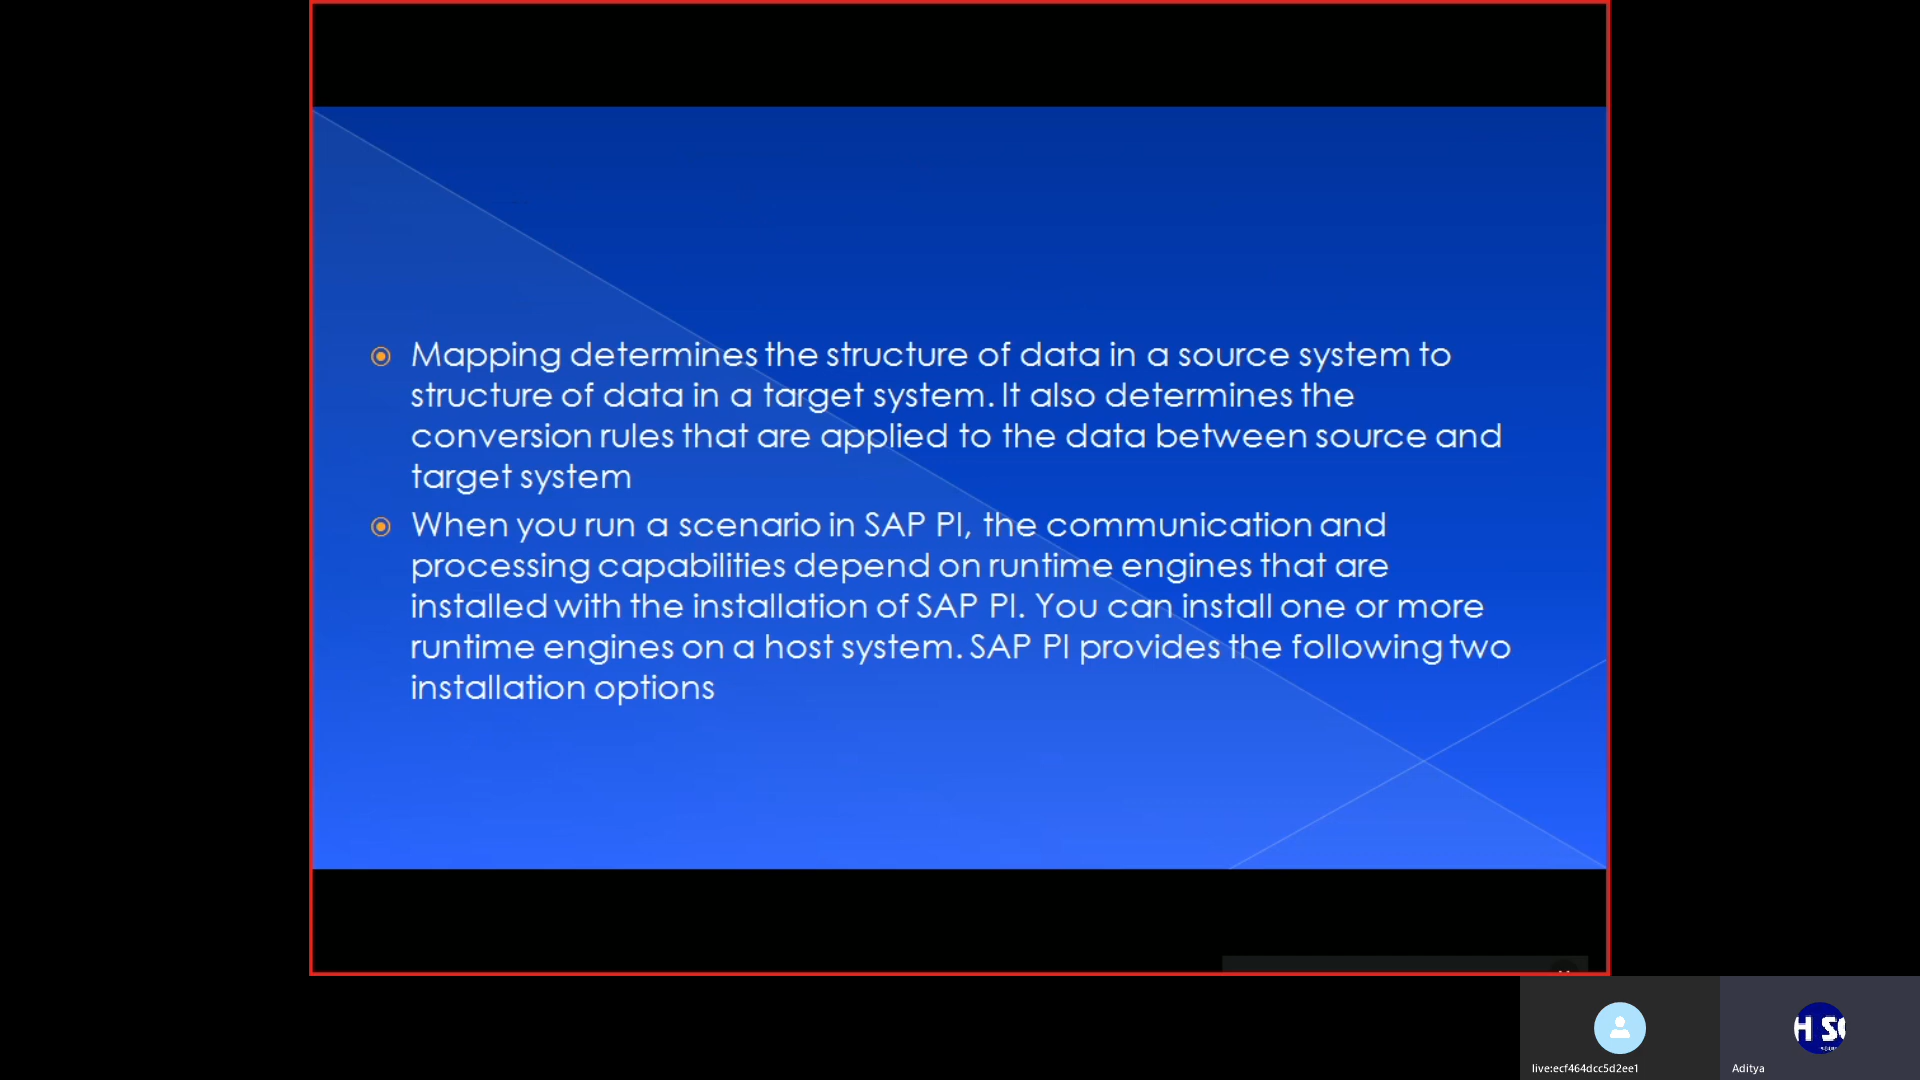 Mapping determines the structure of data in a source system to
structure of data in a target system. It also determines the
conversion rules that are applied to the data between source and
target system
When you run a scenario in SAP PI, the communication and
processing capabilities depend on runtime engines that are
installed with the installation of SAP PI. You can install one or more
runtime engines on a host system. SAP PI provides the following two
installation options
live:ecf464dcc5d2ee1
Aditya